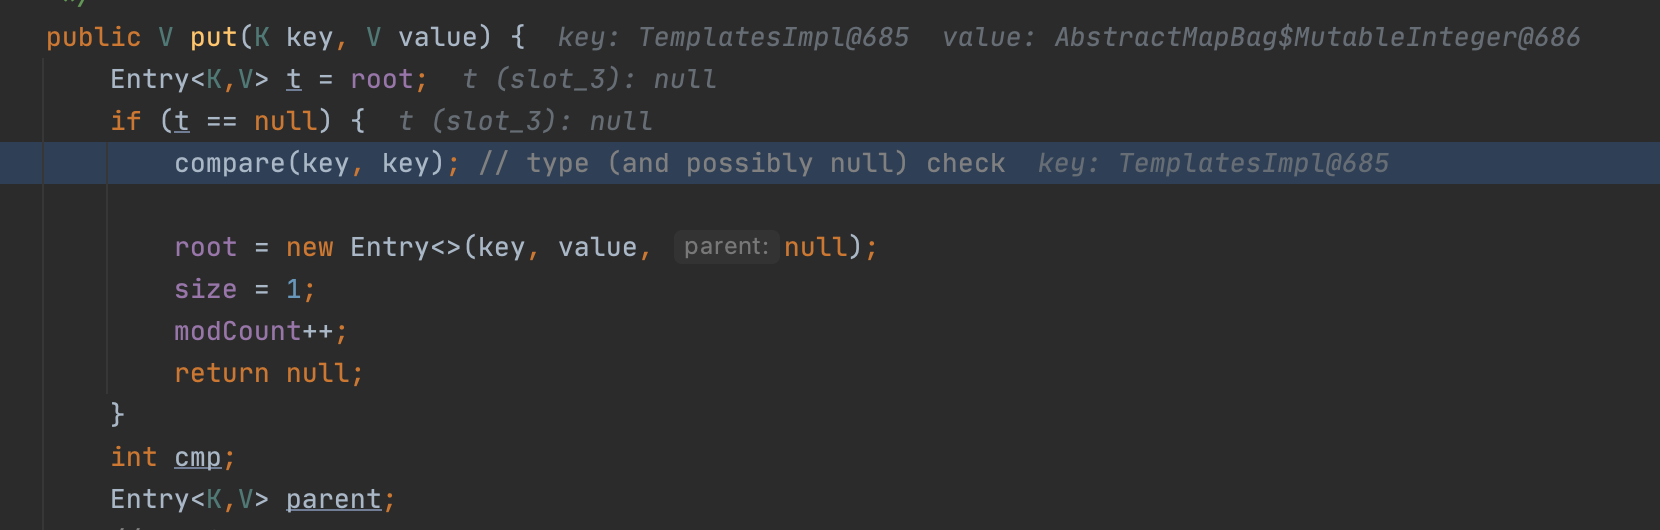 */
public V put(K key, V value) {  key: TemplatesImpl@685  value: AbstractMapBag$MutableInteger@686
Entry<K,V> t = root;  t (slot_3): null
if (t == null) {  t (slot_3): null
compare(key, key); // type (and possibly null) check  key: TemplatesImpl@685
root = new Entry<>(key, value, parent: null);
size = 1;
modCount++;
return null;
}
int cmp;
Entry<K,V> parent;